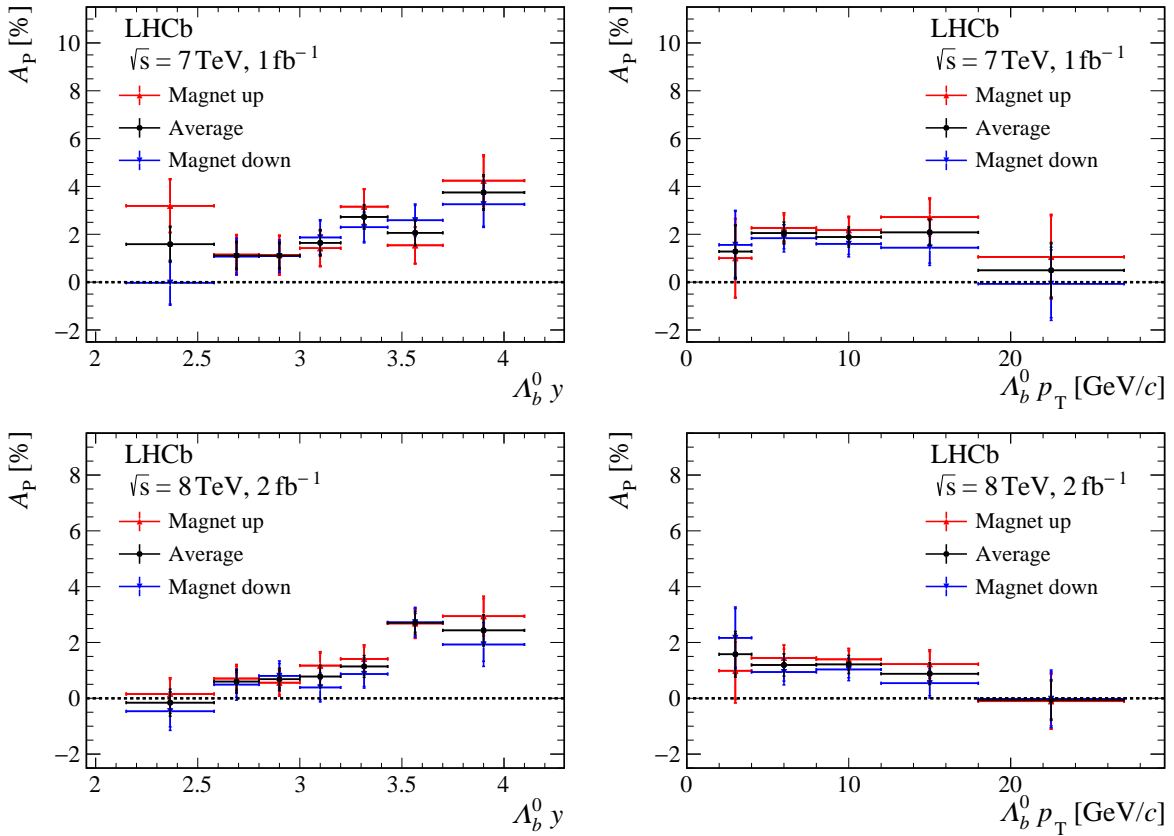 LHCb
√s = 7 TeV, 1 fb⁻¹
Magnet up
Average
Magnet down
A_P [%]
10
8
6
4
2
0
−2
2
2.5
3
3.5
4
Λ_b^0 y
LHCb
√s = 7 TeV, 1 fb⁻¹
Magnet up
Average
Magnet down
A_P [%]
10
8
6
4
2
0
−2
0
10
20
Λ_b^0 p_T [GeV/c]
LHCb
√s = 8 TeV, 2 fb⁻¹
Magnet up
Average
Magnet down
A_P [%]
8
6
4
2
0
−2
2
2.5
3
3.5
4
Λ_b^0 y
LHCb
√s = 8 TeV, 2 fb⁻¹
Magnet up
Average
Magnet down
A_P [%]
8
6
4
2
0
−2
0
10
20
Λ_b^0 p_T [GeV/c]